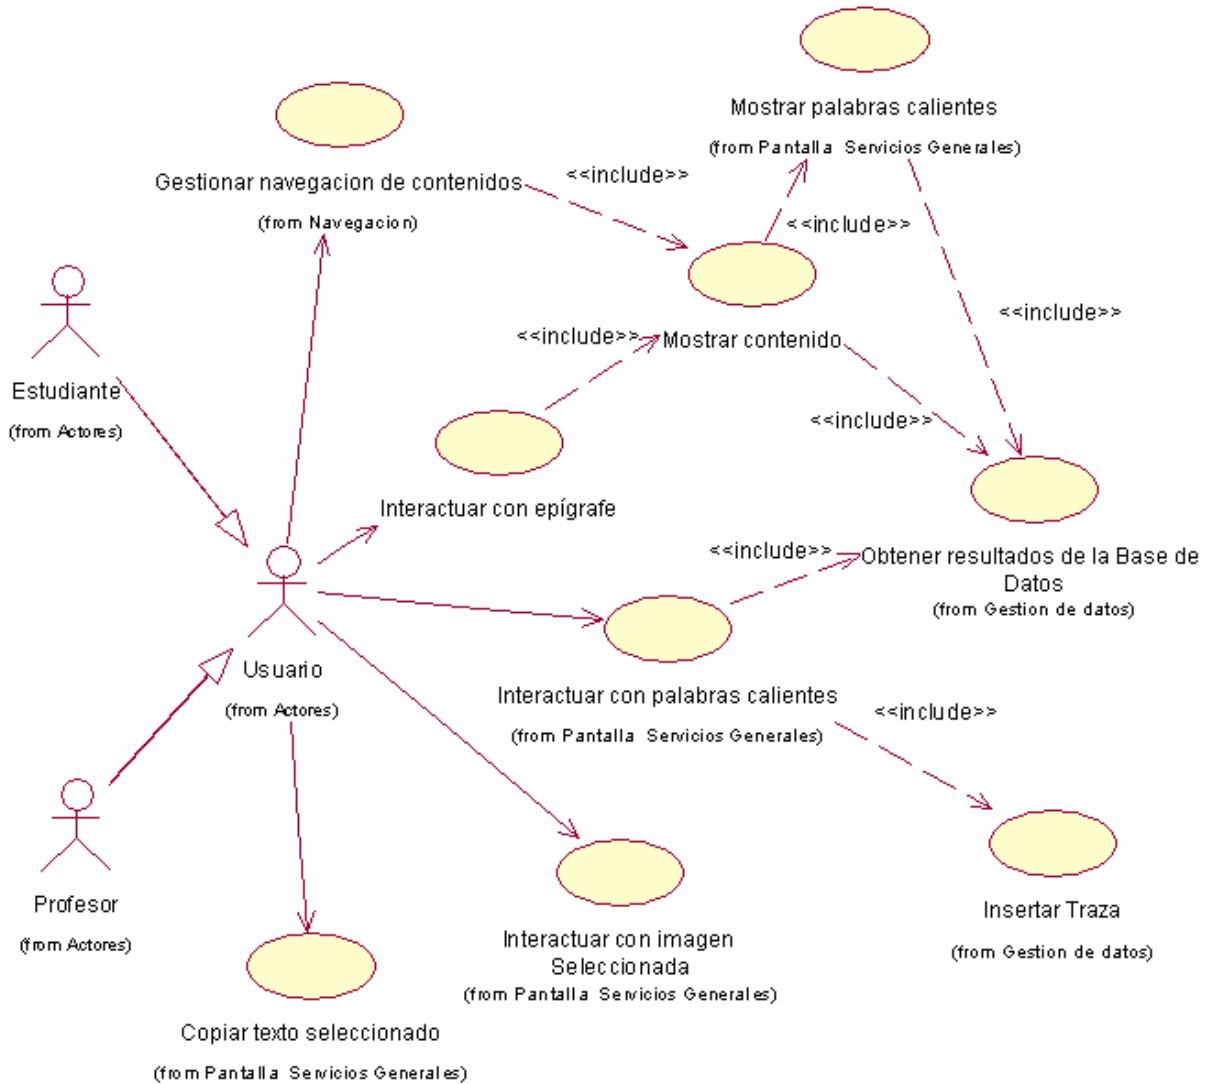 Mostrar palabras calientes
(from Pantalla Servicios Generales)
Gestionar navegacion de contenidos
(from Navegacion)
<<include>>
<<include>>
<<include>>
<<include>>
Mostrar contenido
<<include>>
Estudiante
(from Actores)
Interactuar con epígrafe
<<include>>
Obtener resultados de la Base de
Datos
(from Gestion de datos)
Usuario
(from Actores)
Interactuar con palabras calientes
(from Pantalla Servicios Generales)
<<include>>
Profesor
(from Actores)
Interactuar con imagen
Seleccionada
(from Pantalla Servicios Generales)
Insertar Traza
(from Gestion de datos)
Copiar texto seleccionado
(from Pantalla Servicios Generales)